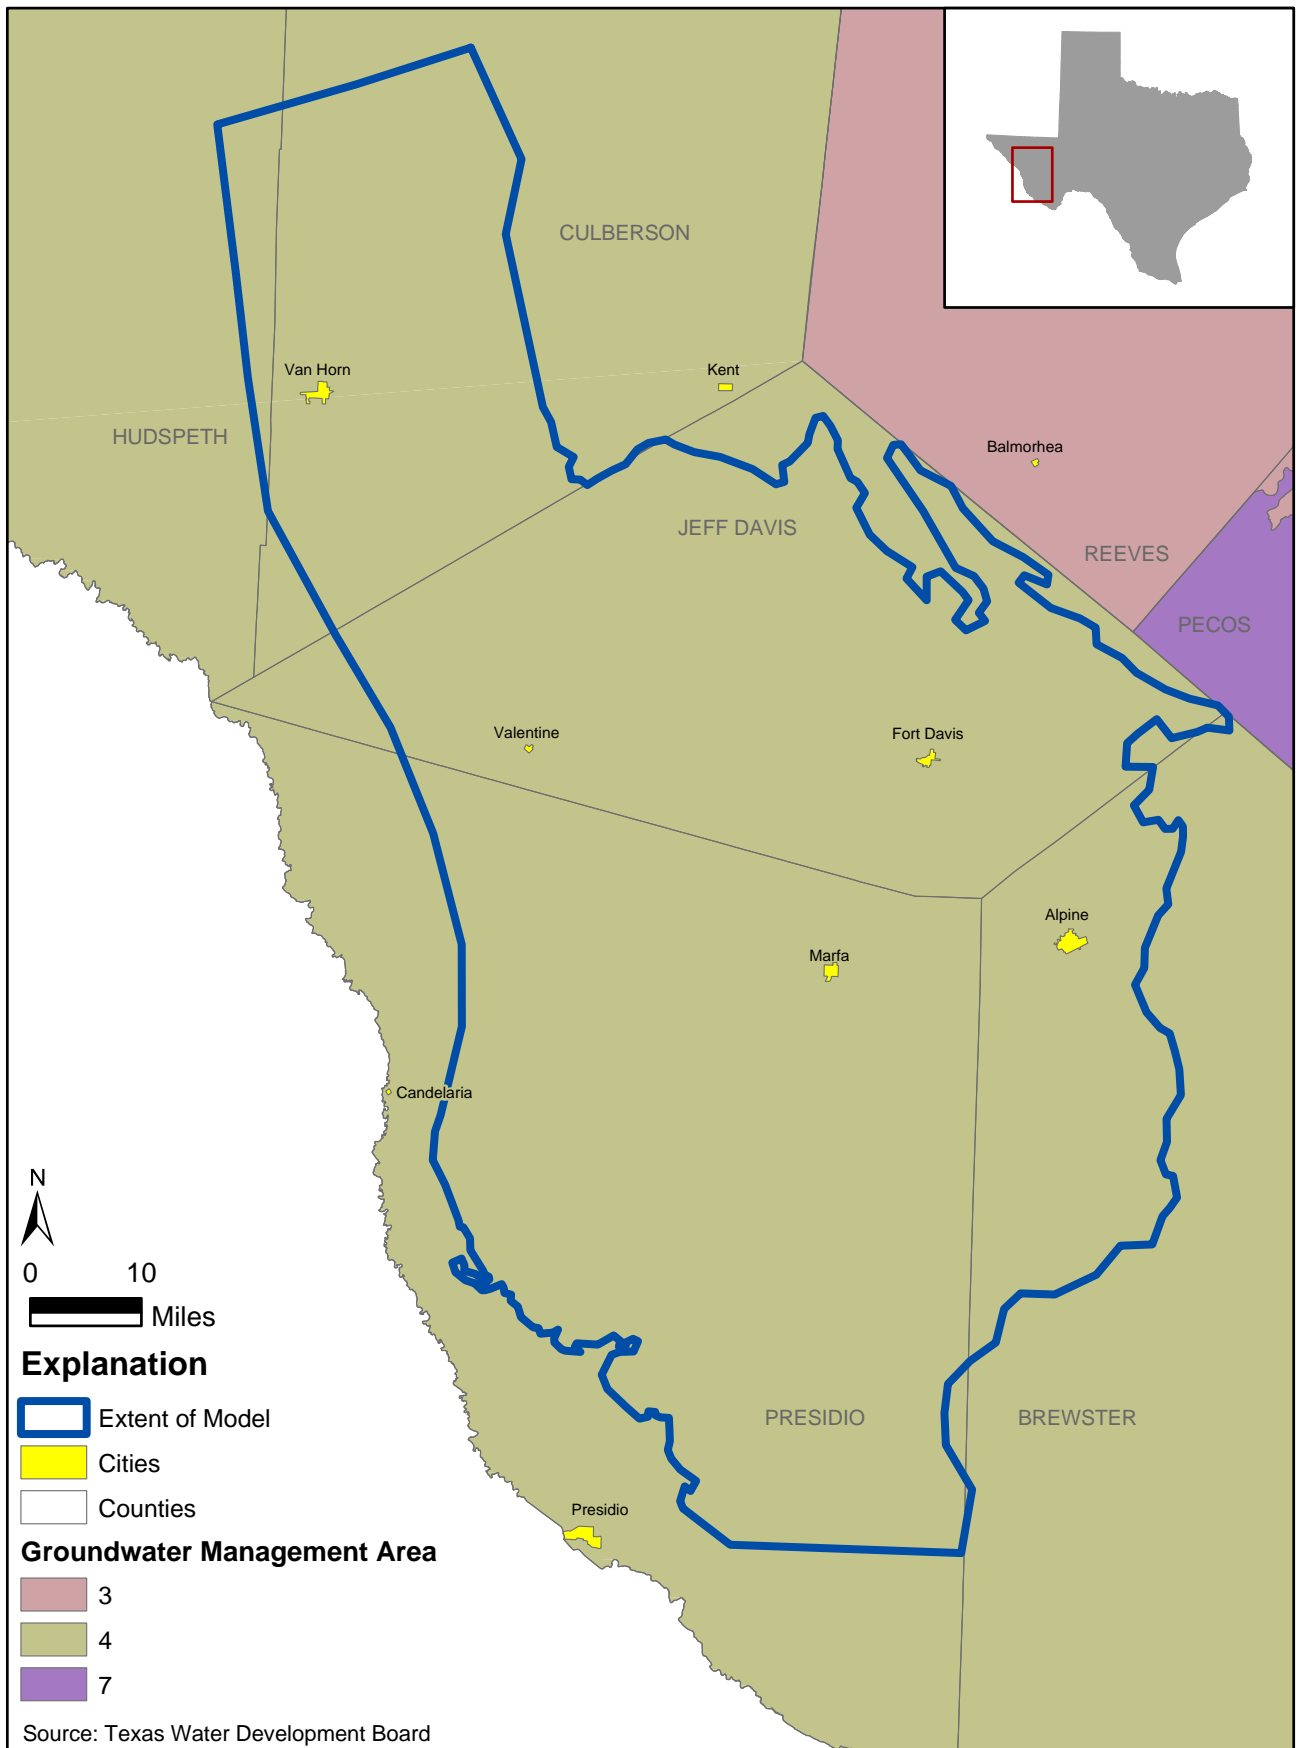 CULBERSON
Van Horn
Kent
HUDSPETH
Balmorhea
JEFF DAVIS
REEVES
PECOS
Valentine
Fort Davis
Alpine
Marfa
Candelaria
N
0 10
Miles
Explanation
Extent of Model
Cities
Counties
PRESIDIO
BREWSTER
Presidio
Groundwater Management Area
3
4
7
Source: Texas Water Development Board